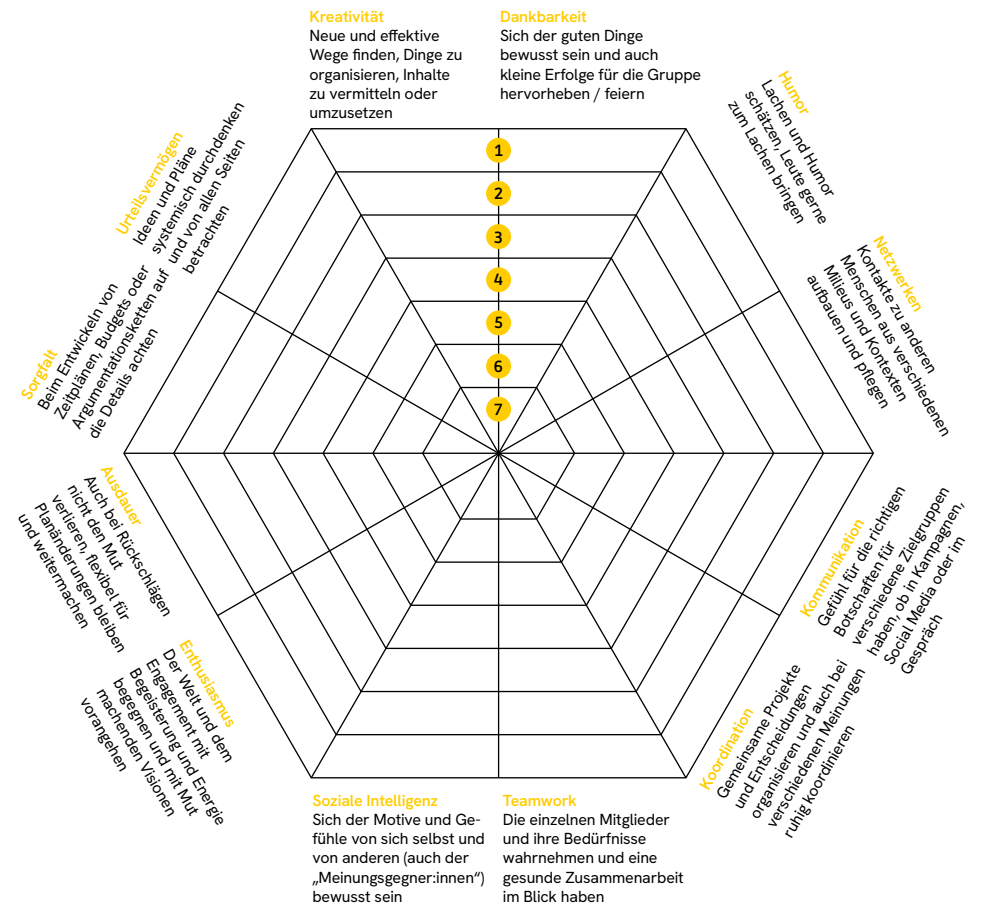 Kreativität
Neue und effektive
Wege finden, Dinge zu
organisieren, Inhalte
zu vermitteln oder
umzusetzen
Dankbarkeit
Sich der guten Dinge
bewusst sein und auch
kleine Erfolge für die Gruppe
hervorheben / feiern
Humor
Lachen und Humor
schätzen, Leute gerne
zum Lachen bringen
Netzwerken
Kontakte zu anderen
Menschen aus verschiedenen
Milieus und Kontexten
aufbauen und pflegen
Kommunikation
Gefühl für die richtigen
Botschaften für
verschiedene Zielgruppen
haben, ob in Kampagnen,
Social Media oder im
Gespräch
Koordination
Gemeinsame Projekte
und Entscheidungen
organisieren und auch bei
verschiedenen Meinungen
ruhig koordinieren
Teamwork
Die einzelnen Mitglieder
und ihre Bedürfnisse
wahrnehmen und eine
gesunde Zusammenarbeit
im Blick haben
Soziale Intelligenz
Sich der Motive und Ge-
fühle von sich selbst und
von anderen (auch der
„Meinungsgegner:innen“)
bewusst sein
Enthusiasmus
Der Welt und dem
Engagement mit
Begeisterung und Energie
begegnen und mit Mut
machenden Visionen
vorangehen
Ausdauer
Auch bei Rückschlägen
nicht den Mut
verlieren, flexibel für
Planänderungen bleiben
und weitermachen
Sorgfalt
Beim Entwickeln von
Zeitplänen, Budgets oder
Argumentationsketten auf
die Details achten
Urteilsvermögen
Ideen und Pläne
systemisch durchdenken
und von allen Seiten
betrachten
1
2
3
4
5
6
7